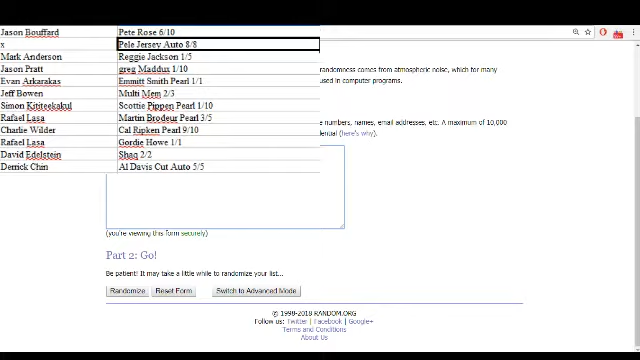 Jason Bouffard Pete Rose 6/10
x Pele Jersey Auto 8/8
Mark Anderson Reggie Jackson 1/5
Jason Pratt greg Maddux 1/10
Evan Arkarakas Emmitt Smith Pearl 1/1
Jeff Bowen Multi Mem 2/3
Simon Kititeekakul Scottie Pippen Pearl 1/10
Rafael Lasa Martin Brodeur Pearl 3/5
Charlie Wilder Cal Ripken Pearl 9/10
Rafael Lasa Gordie Howe 1/1
David Edelstein Shaq 2/2
Derrick Chin Al Davis Cut Auto 5/5
randomness comes from atmospheric noise, which for many
used in computer programs.
numbers, names, email addresses, etc. A maximum of 10,000
(here's why).
(you're viewing this form securely)
Part 2: Go!
Be patient! It may take a little while to randomize your list...
Randomize Reset Form Switch to Advanced Mode
© 1998-2018 RANDOM.ORG
Follow us: Twitter | Facebook | Google+
Terms and Conditions
About Us